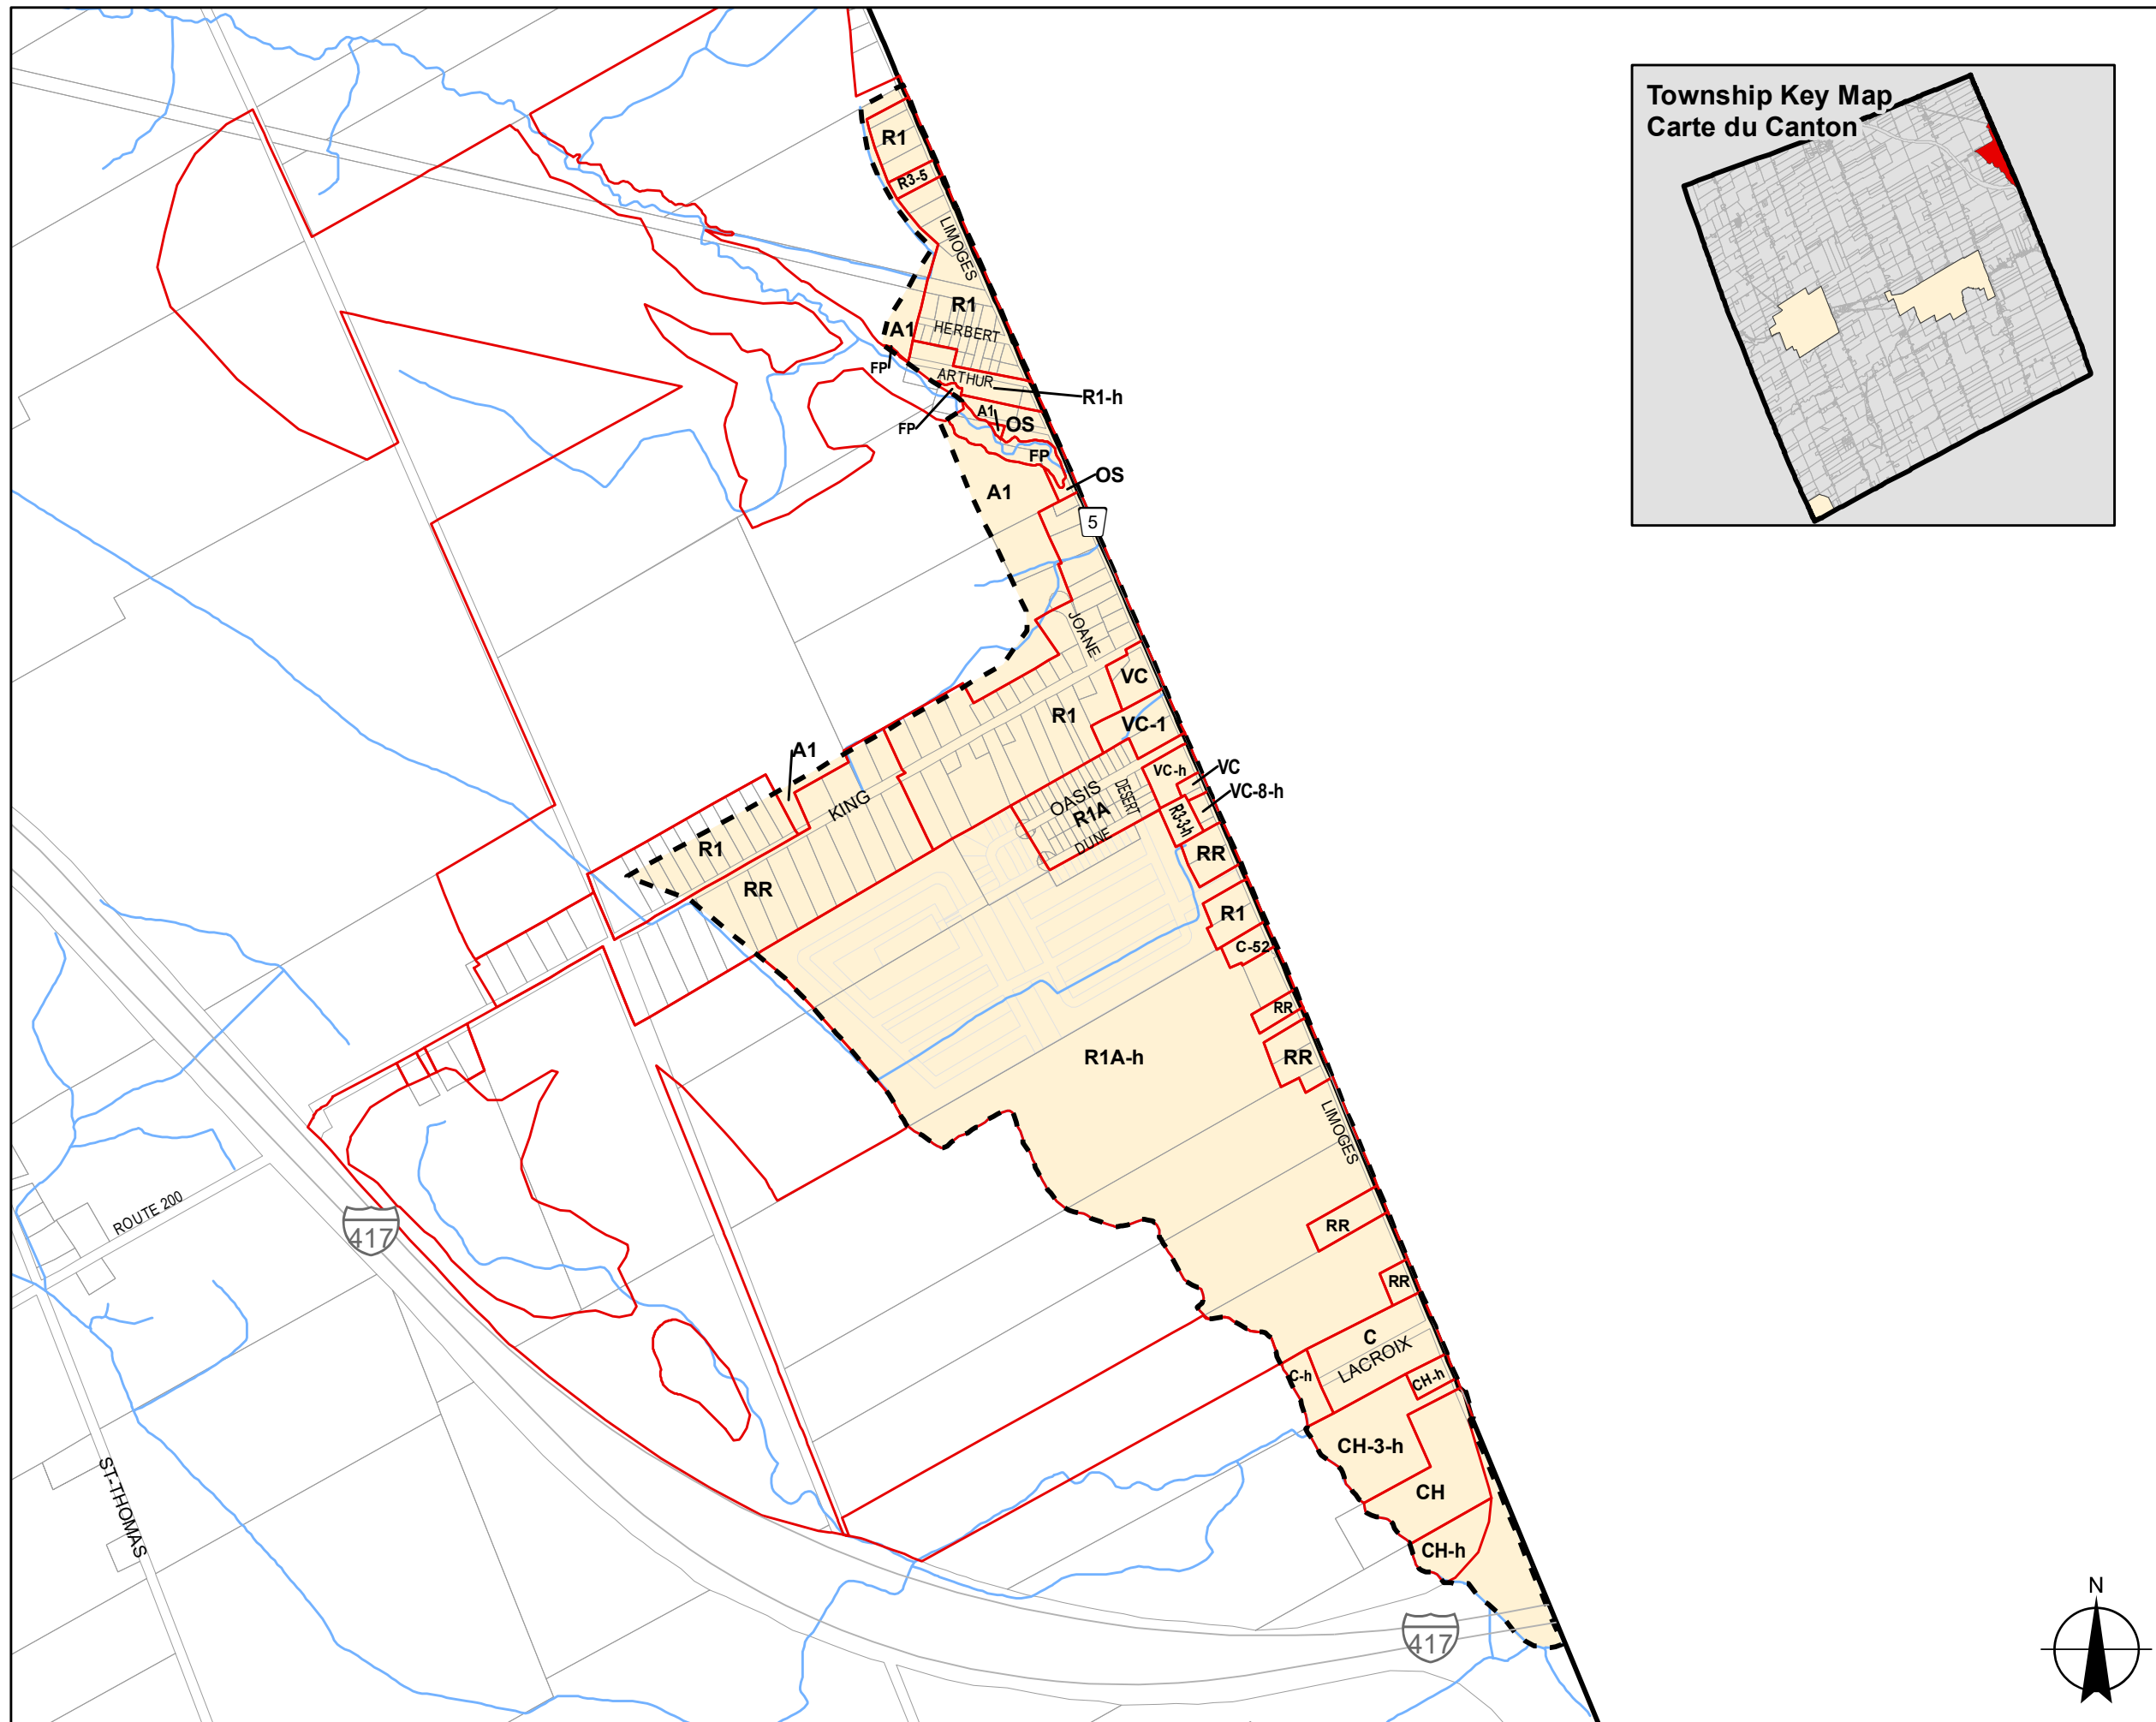 Township Key Map
Carte du Canton
R1
R3-5
LIMOGES
R1
A1
HERBERT
FP
ARTHUR
R1-h
A1
FP
OS
FP
OS
A1
5
JOANE
VC
R1
VC-1
A1
VC-h
VC
OASIS
DESERT
VC-8-h
KING
R1A
R3-3-h
DUNE
R1
RR
RR
R1
C-52
RR
R1A-h
RR
LIMOGES
ROUTE 200
417
RR
RR
C
LACROIX
C-h
CH-h
CH-3-h
CH
ST-THOMAS
CH-h
N
417